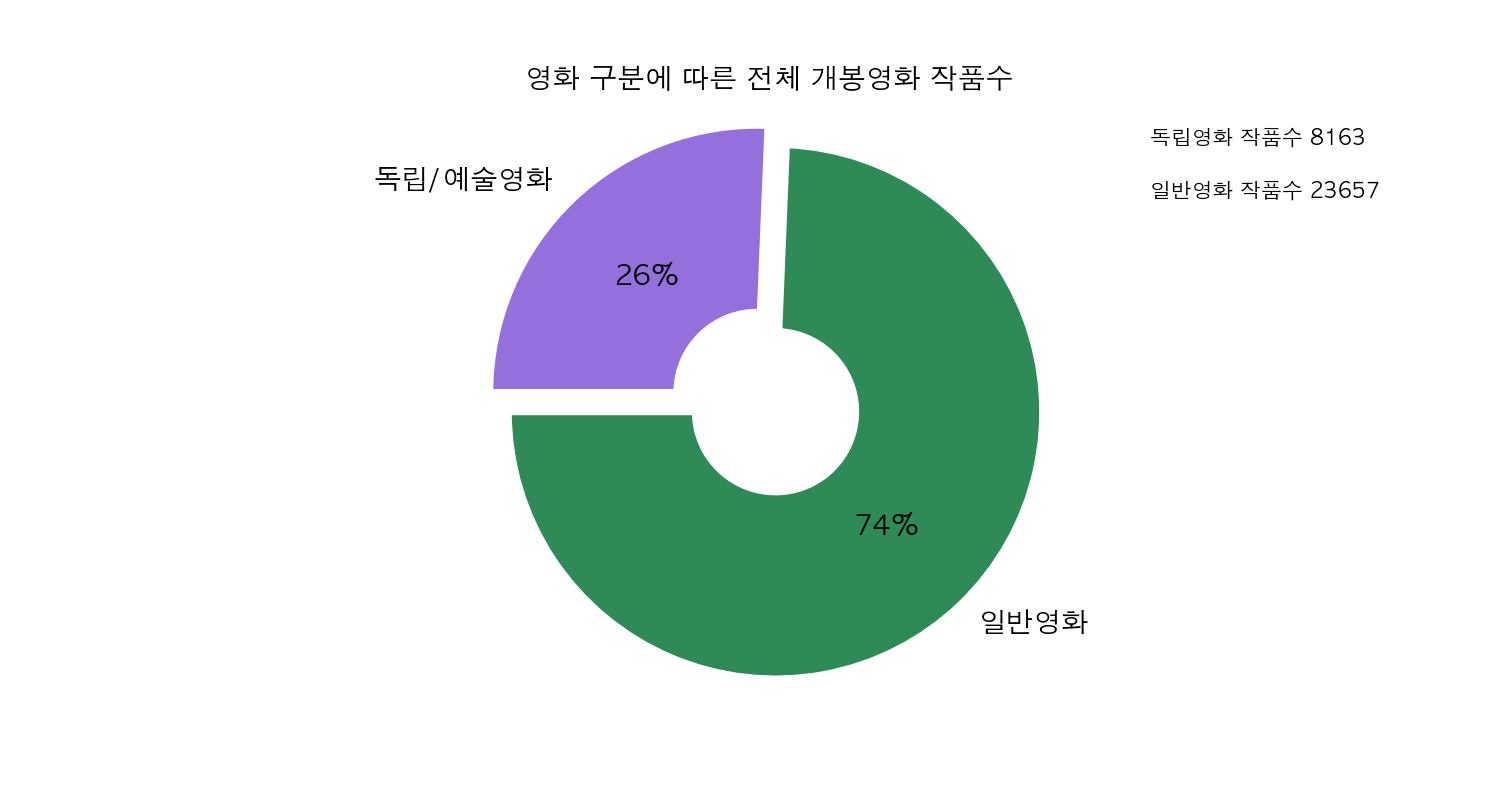 영화 구분에 따른 전체 개봉영화 작품수
독립영화 작품수 8163
독립/예술영화
일반영화 작품수 23657
26%
74%
일반영화